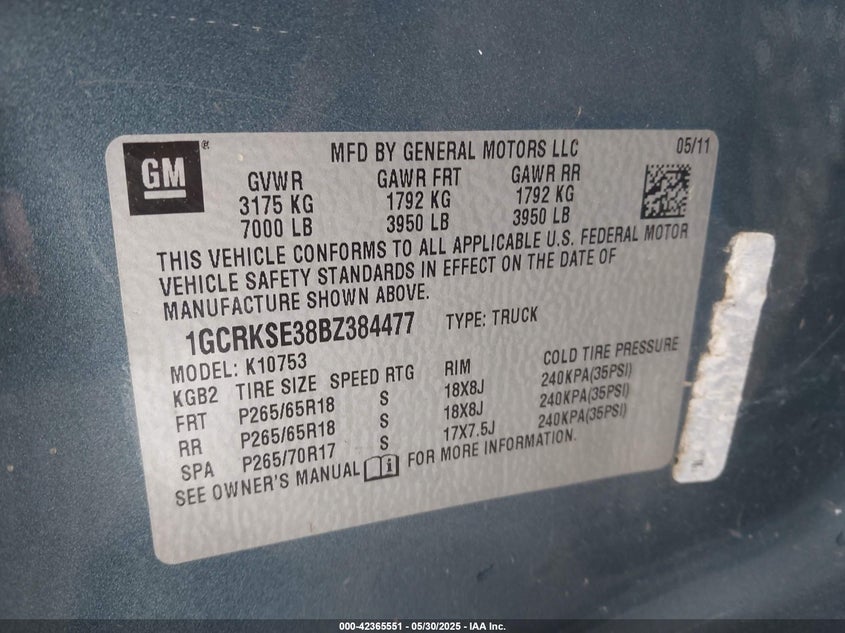 GM
MFD BY GENERAL MOTORS LLC 05/11
GVWR GAWR FRT GAWR RR
3175 KG 1792 KG 1792 KG
7000 LB 3950 LB 3950 LB
THIS VEHICLE CONFORMS TO ALL APPLICABLE U.S. FEDERAL MOTOR
VEHICLE SAFETY STANDARDS IN EFFECT ON THE DATE OF
MANUFACTURE SHOWN ABOVE.
1GCRKSE38BZ384477 TYPE: TRUCK
MODEL: K10753
KGB2 TIRE SIZE SPEED RTG RIM COLD TIRE PRESSURE
FRT P265/65R18 S 18X8J 240KPA(35PSI)
RR P265/65R18 S 18X8J 240KPA(35PSI)
SPA P265/70R17 S 17X7.5J 240KPA(35PSI)
SEE OWNER'S MANUAL FOR MORE INFORMATION.
000-42365551 - 05/30/2025 - IAA Inc.